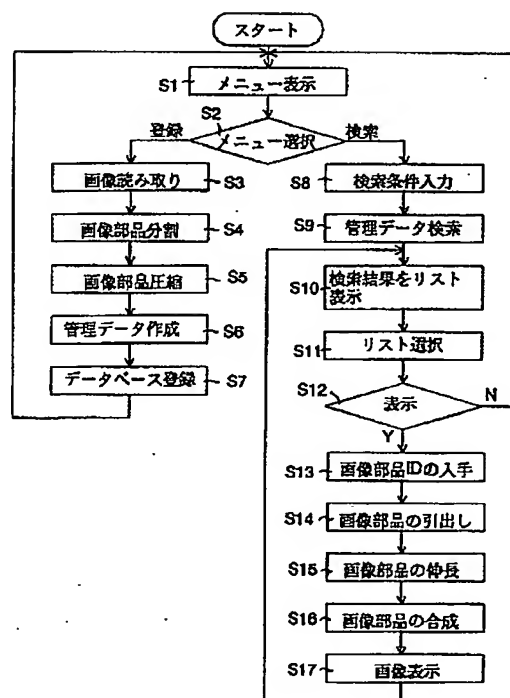 スタート
S1 メニュー表示
S2
登録 メニュー選択 検索
画像読み取り S3
画像部品分割 S4
画像部品圧縮 S5
管理データ作成 S6
データベース登録 S7
S8 検索条件入力
S9 管理データ検索
S10 検索結果をリスト
表示
S11 リスト選択
S12 表示 N
Y
S13 画像部品IDの入手
S14 画像部品の引出し
S15 画像部品の伸長
S16 画像部品の合成
S17 画像表示